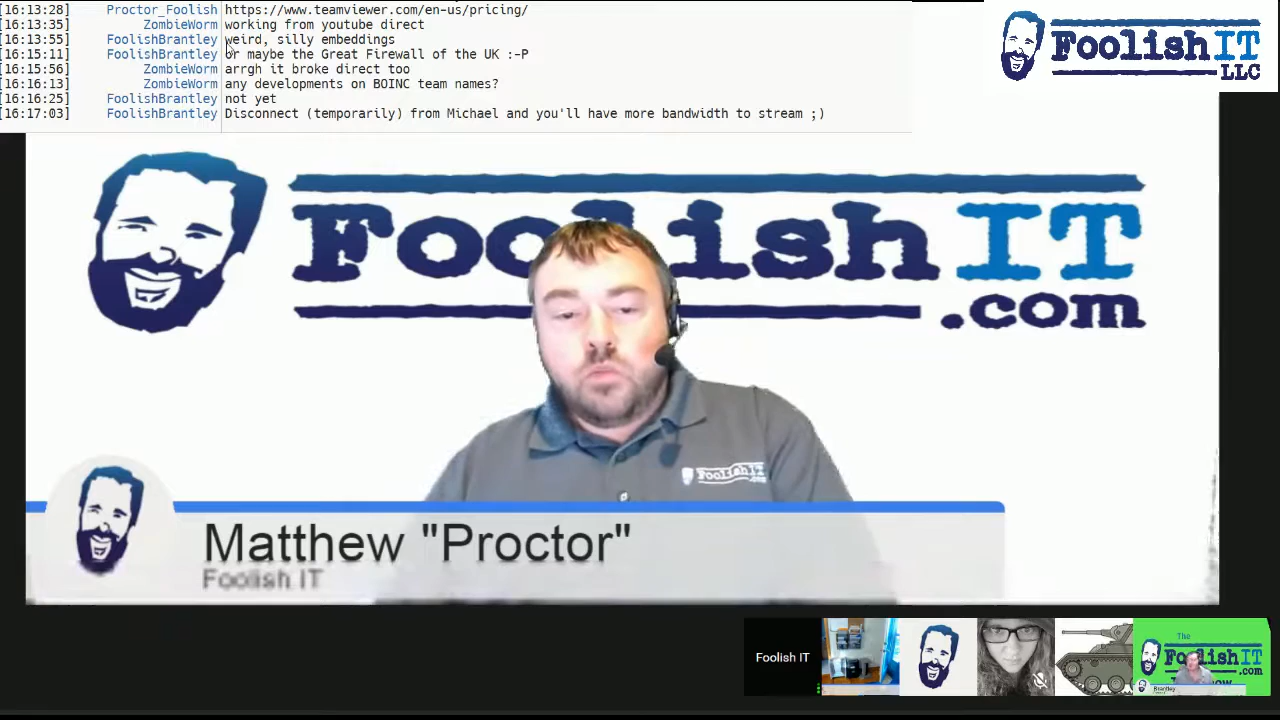 [16:13:28] Proctor_Foolish https://www.teamviewer.com/en-us/pricing/
[16:13:35] ZombieWorm working from youtube direct
[16:13:55] FoolishBrantley weird, silly embeddings
[16:15:11] FoolishBrantley or maybe the Great Firewall of the UK :-P
[16:15:56] ZombieWorm arrgh it broke direct too
[16:16:13] ZombieWorm any developments on BOINC team names?
[16:16:25] FoolishBrantley not yet
[16:17:03] FoolishBrantley Disconnect (temporarily) from Michael and you'll have more bandwidth to stream ;)
FoolishIT
LLC
FoolishIT
.com
FoolishIT
.com
Matthew "Proctor"
Foolish IT
Foolish IT
The
FoolishIT
.com
Brantley